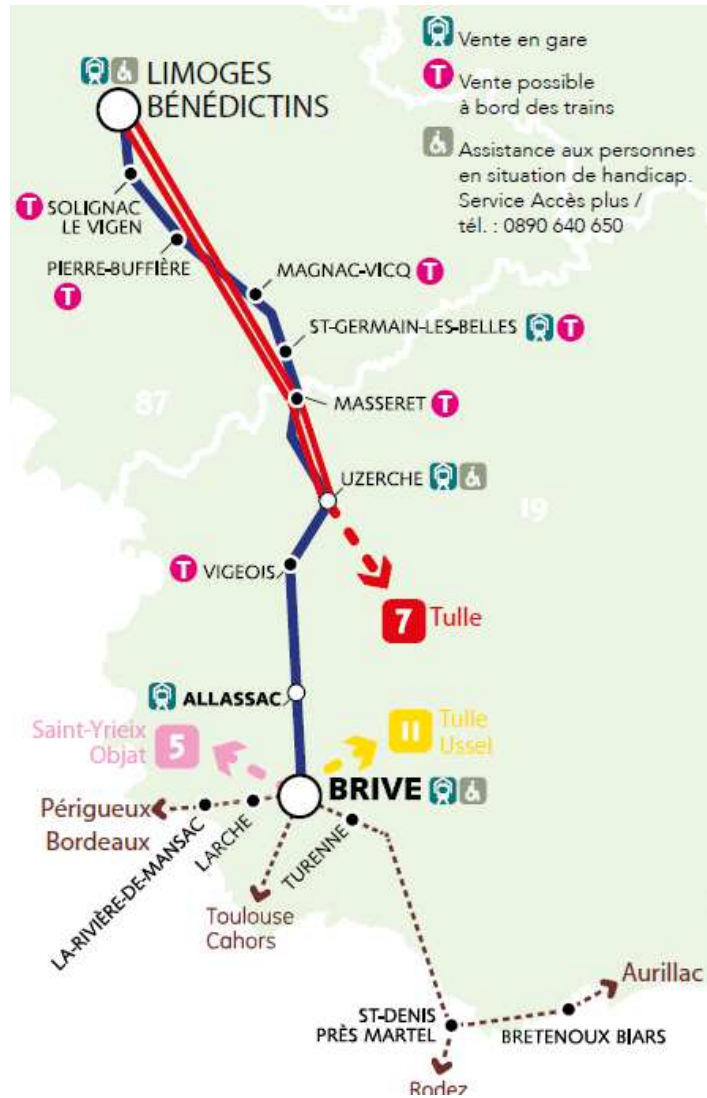 Vente en gare
T Vente possible
à bord des trains
Assistance aux personnes
en situation de handicap.
Service Accès plus /
tél. : 0890 640 650
LIMOGES
BÉNÉDICTINS
T SOLIGNAC
LE VIGEN
PIERRE-BUFFIÈRE
T
MAGNAC-VICQ T
ST-GERMAIN-LES-BELLES T
87
MASSERET T
UZERCHE
19
T VIGEOIS
7 Tulle
ALLASSAC
Saint-Yrieix
Objat 5
11 Tulle
Ussel
BRIVE
Périgueux
Bordeaux
LA-RIVIÈRE-DE-MANSAC
LARCHE
TURENNE
Toulouse
Cahors
Aurillac
ST-DENIS
PRÈS MARTEL
BRETENOUX BIARS
Rodez